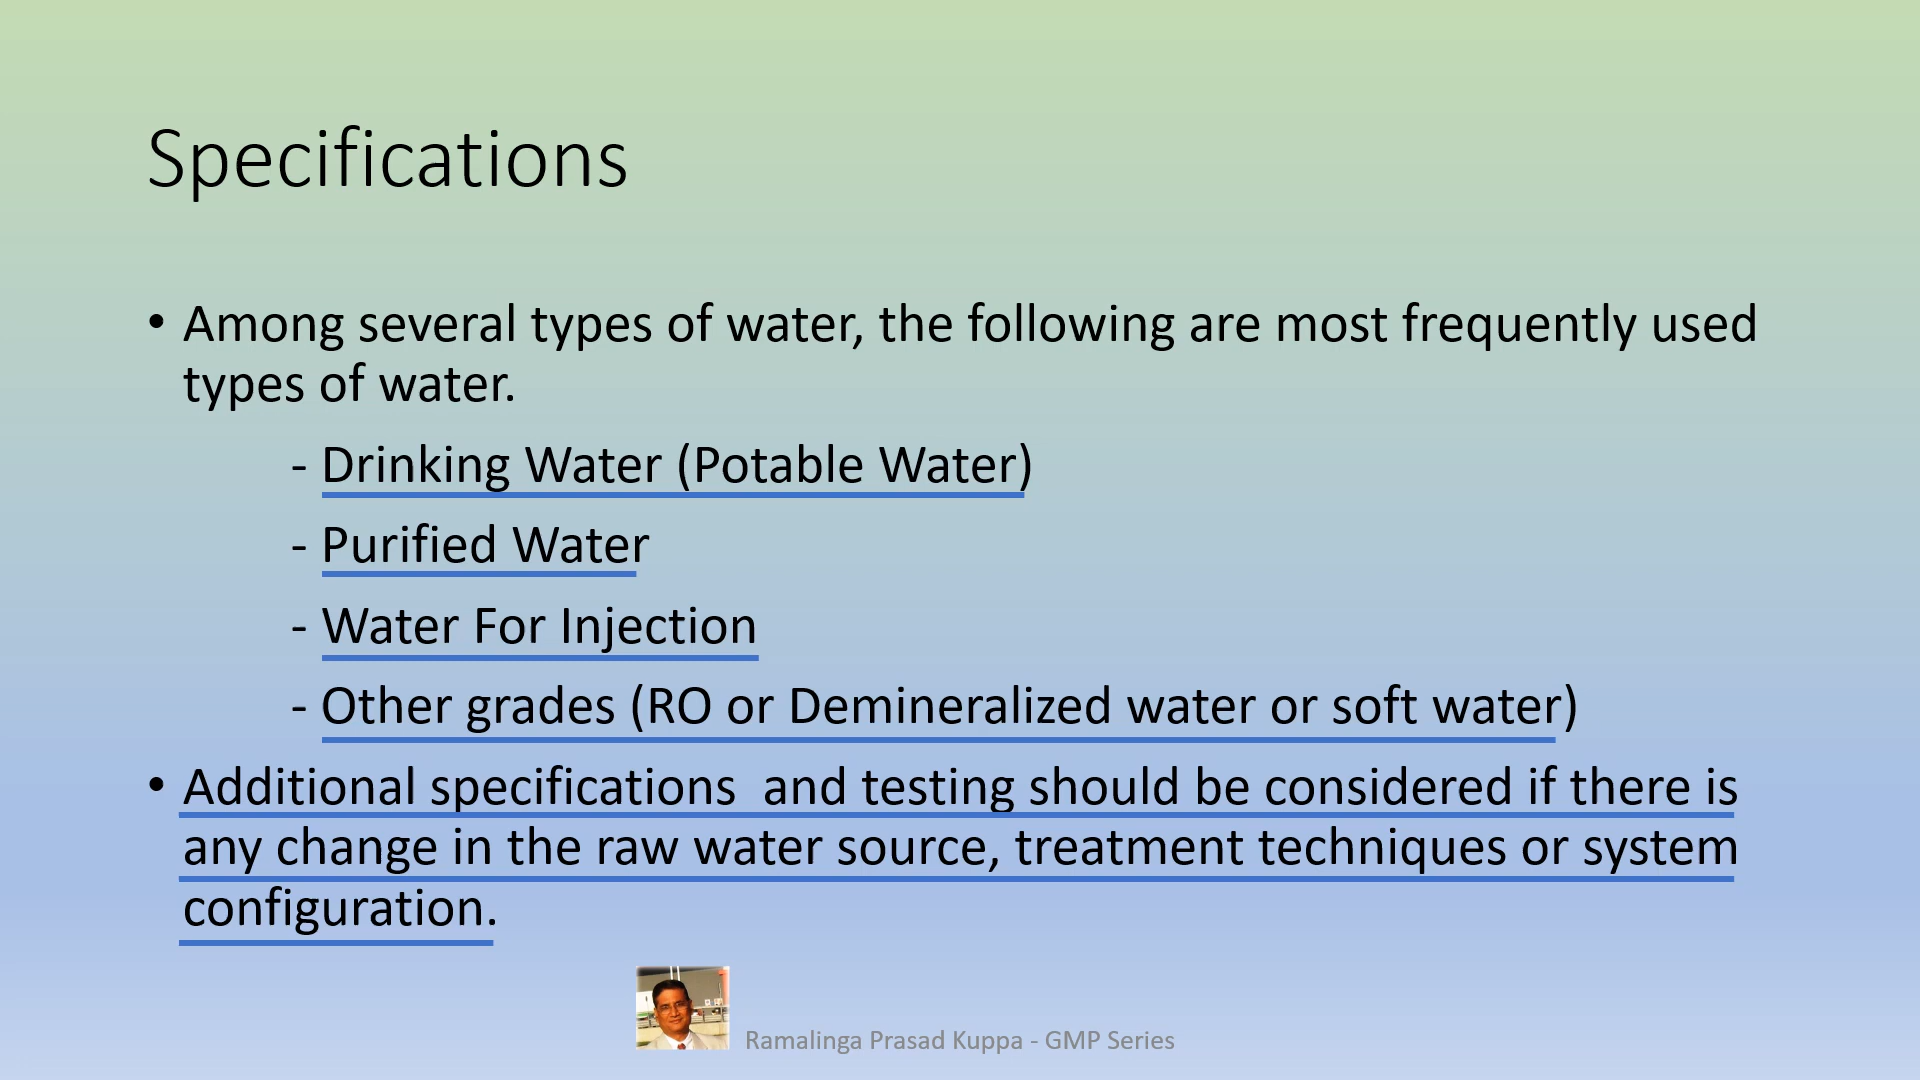 Specifications
• Among several types of water, the following are most frequently used
types of water.
- Drinking Water (Potable Water)
- Purified Water
- Water For Injection
- Other grades (RO or Demineralized water or soft water)
• Additional specifications  and testing should be considered if there is
any change in the raw water source, treatment techniques or system
configuration.
Ramalinga Prasad Kuppa - GMP Series